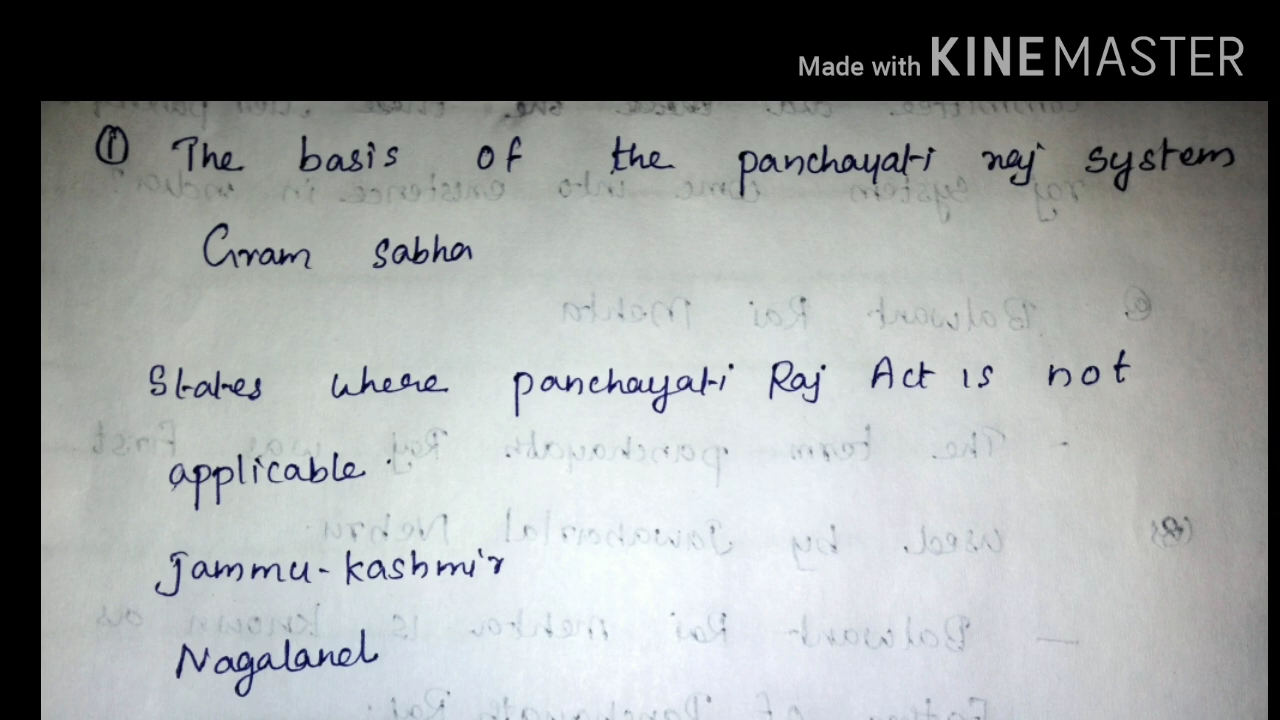 Made with KINEMASTER
① The basis of the panchayati raj system
Gram sabha
States where panchayati Raj Act is not
applicable.
Jammu-kashmir
Nagaland